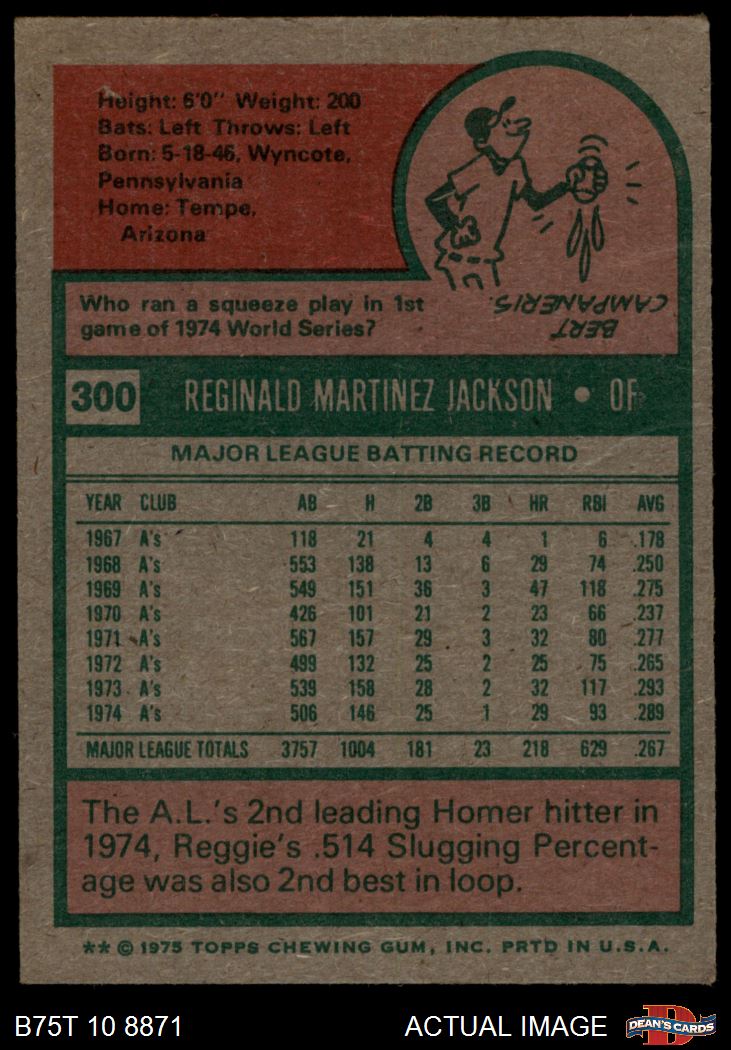 Height: 6'0" Weight: 200
Bats: Left Throws: Left
Born: 5-18-46, Wyncote,
Pennsylvania
Home: Tempe,
Arizona
Who ran a squeeze play in 1st
game of 1974 World Series?
BERT
CAMPANERIS.
300 REGINALD MARTINEZ JACKSON • OF
MAJOR LEAGUE BATTING RECORD
YEAR CLUB AB H 2B 3B HR RBI AVG
1967 A's 118 21 4 4 1 6 .178
1968 A's 553 138 13 6 29 74 .250
1969 A's 549 151 36 3 47 118 .275
1970 A's 426 101 21 2 23 66 .237
1971 A's 567 157 29 3 32 80 .277
1972 A's 499 132 25 2 25 75 .265
1973 A's 539 158 28 2 32 117 .293
1974 A's 506 146 25 1 29 93 .289
MAJOR LEAGUE TOTALS 3757 1004 181 23 218 629 .267
The A.L.'s 2nd leading Homer hitter in
1974, Reggie's .514 Slugging Percent-
age was also 2nd best in loop.
** © 1975 TOPPS CHEWING GUM, INC. PRTD IN U.S.A.
B75T 10 8871 ACTUAL IMAGE D DEAN'S CARDS